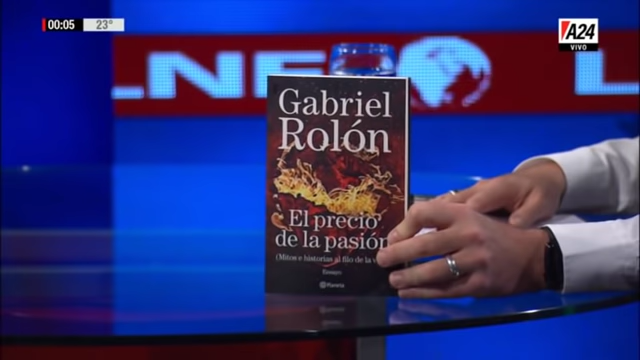 00:05 23°
A24
VIVO
LNE
L
Gabriel
Rolón
El precio
de la pasión
(Mitos e historias al filo de la v
Ensayo
Planeta